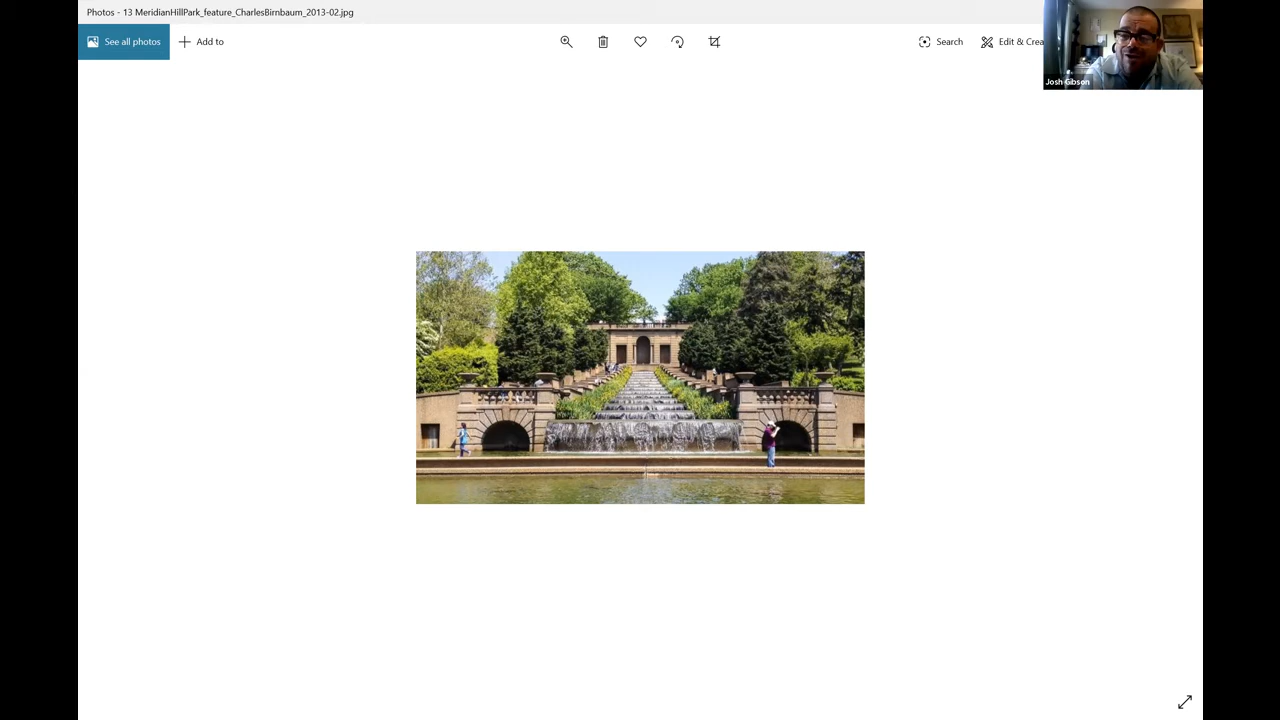 Photos - 13 MeridianHillPark_feature_CharlesBirnbaum_2013-02.jpg
See all photos
Add to
Search
Edit & Crea
Josh Gibson